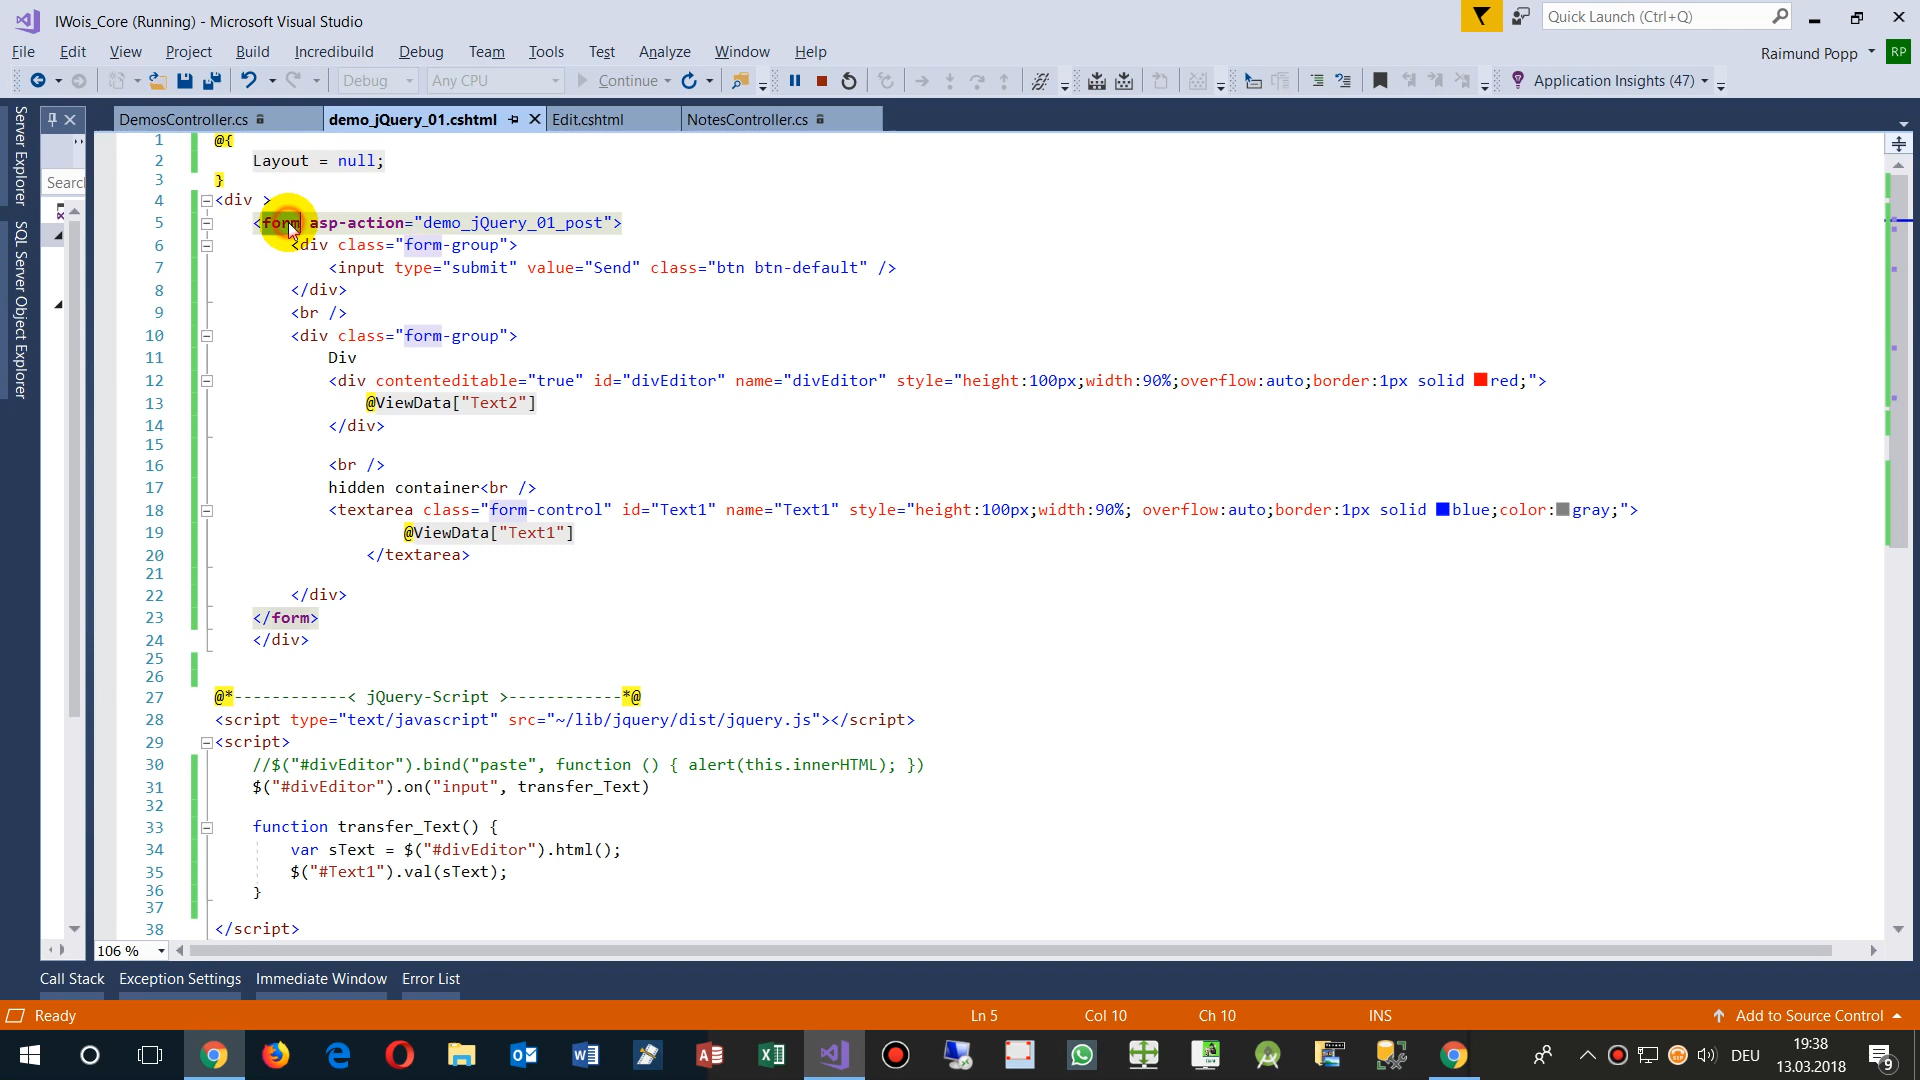 IWois_Core (Running) - Microsoft Visual Studio
Quick Launch (Ctrl+Q)
File Edit View Project Build Incredibuild Debug Team Tools Test Analyze Window Help
Raimund Popp RP
Debug Any CPU Continue Application Insights (47)
DemosController.cs demo_jQuery_01.cshtml Edit.cshtml NotesController.cs
Server Explorer
SQL Server Object Explorer
Search
1 @{
2 Layout = null;
3 }
4 <div >
5 <form asp-action="demo_jQuery_01_post">
6 <div class="form-group">
7 <input type="submit" value="Send" class="btn btn-default" />
8 </div>
9 <br />
10 <div class="form-group">
11 Div
12 <div contenteditable="true" id="divEditor" name="divEditor" style="height:100px;width:90%;overflow:auto;border:1px solid red;">
13 @ViewData["Text2"]
14 </div>
15
16 <br />
17 hidden container<br />
18 <textarea class="form-control" id="Text1" name="Text1" style="height:100px;width:90%; overflow:auto;border:1px solid blue;color:gray;">
19 @ViewData["Text1"]
20 </textarea>
21
22 </div>
23 </form>
24 </div>
25
26
27 @*------------< jQuery-Script >------------*@
28 <script type="text/javascript" src="~/lib/jquery/dist/jquery.js"></script>
29 <script>
30 //$("#divEditor").bind("paste", function () { alert(this.innerHTML); })
31 $("#divEditor").on("input", transfer_Text)
32
33 function transfer_Text() {
34 var sText = $("#divEditor").html();
35 $("#Text1").val(sText);
36 }
37
38 </script>
106 %
Call Stack Exception Settings Immediate Window Error List
Ready Ln 5 Col 10 Ch 10 INS Add to Source Control
DEU
19:38
13.03.2018
9